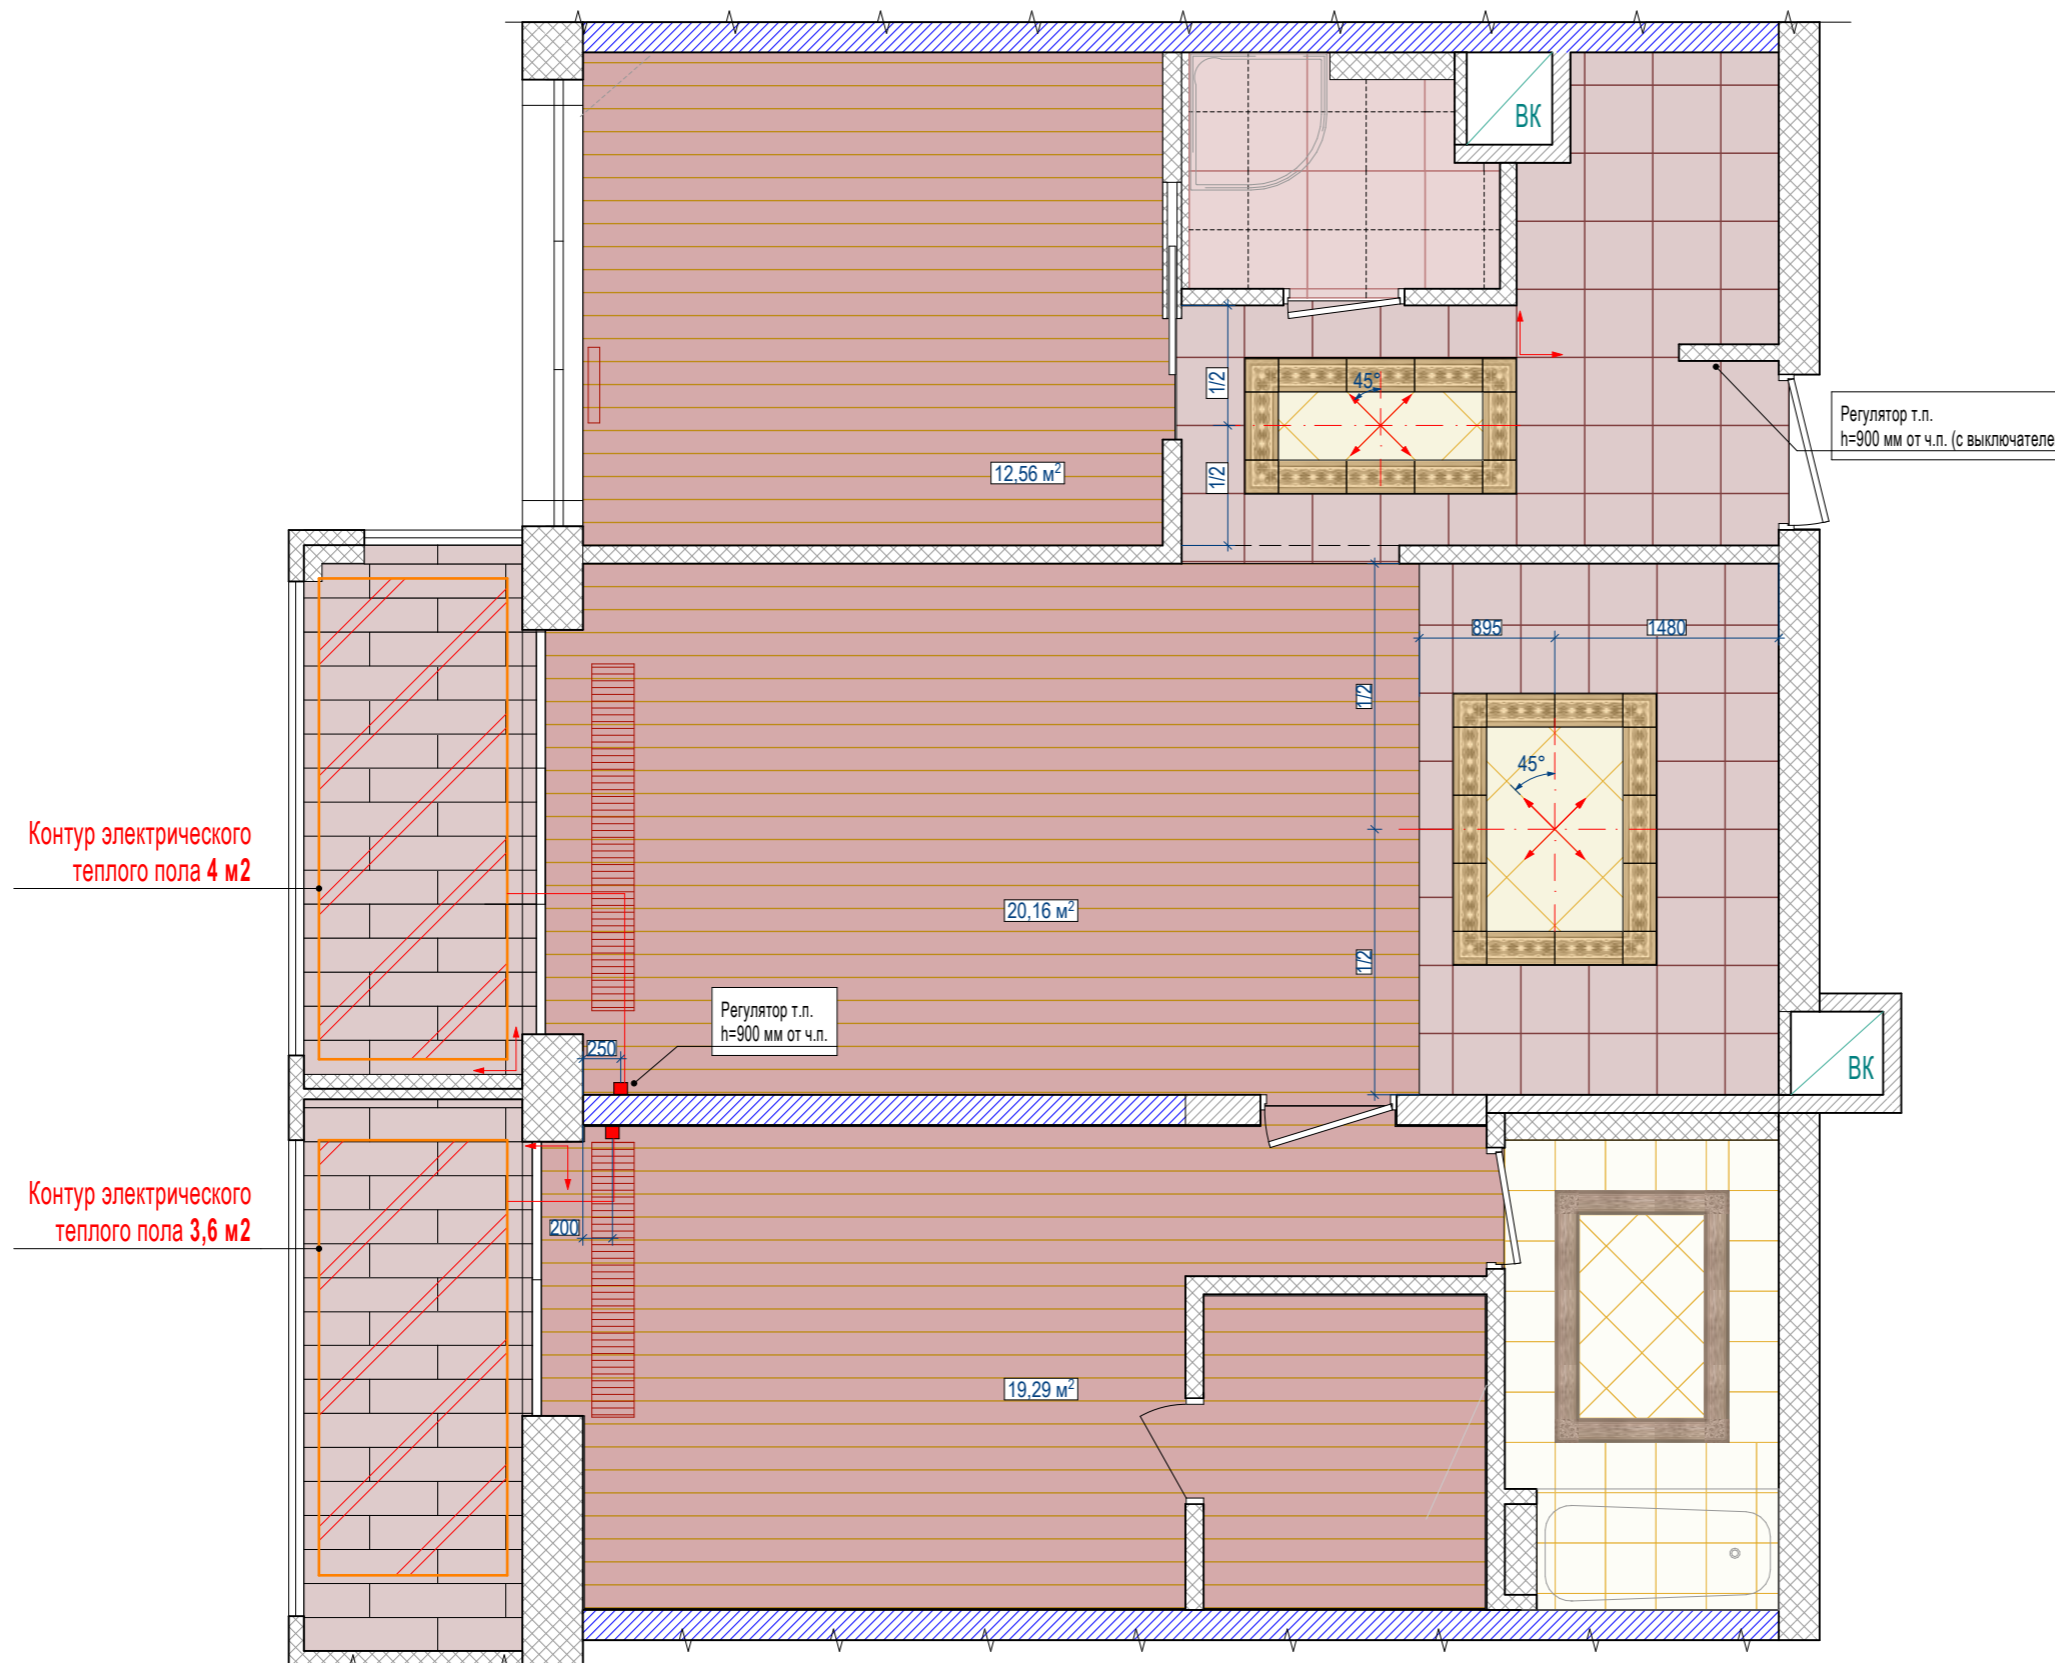 ВК
1/2
45°
Регулятор т.п.
h=900 мм от ч.п. (с выключателе
12,56 м²
1/2
895
1480
1/2
45°
Контур электрического
теплого пола 4 м2
20,16 м²
1/2
Регулятор т.п.
h=900 мм от ч.п.
250
ВК
Контур электрического
теплого пола 3,6 м2
200
19,29 м²